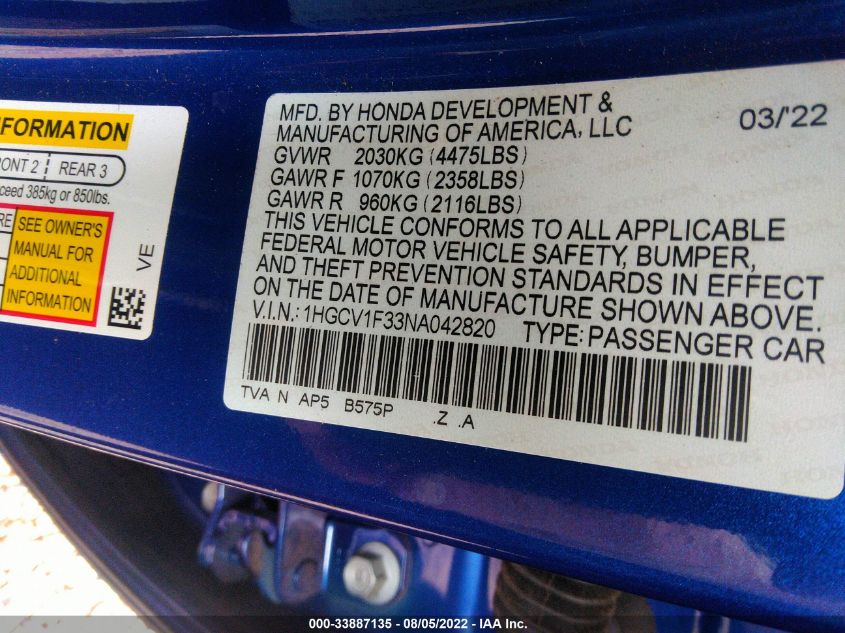 FORMATION
RONT 2 ¦ REAR 3
ceed 385kg or 850lbs.
RE
SEE OWNER'S
MANUAL FOR
ADDITIONAL
INFORMATION
VE
MFD. BY HONDA DEVELOPMENT &
MANUFACTURING OF AMERICA, LLC 03/'22
GVWR 2030KG (4475LBS)
GAWR F 1070KG (2358LBS)
GAWR R 960KG (2116LBS)
THIS VEHICLE CONFORMS TO ALL APPLICABLE
FEDERAL MOTOR VEHICLE SAFETY, BUMPER,
AND THEFT PREVENTION STANDARDS IN EFFECT
ON THE DATE OF MANUFACTURE SHOWN ABOVE.
V.I.N.: 1HGCV1F33NA042820 TYPE: PASSENGER CAR
TVA N AP5 B575P .Z .A
000-33887135 - 08/05/2022 - IAA Inc.